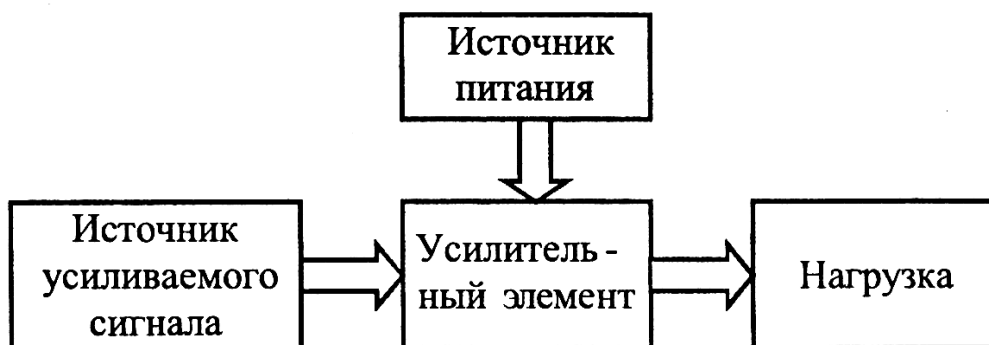 Источник
питания
Источник
усиливаемого
сигнала
Усилитель -
ный элемент
Нагрузка